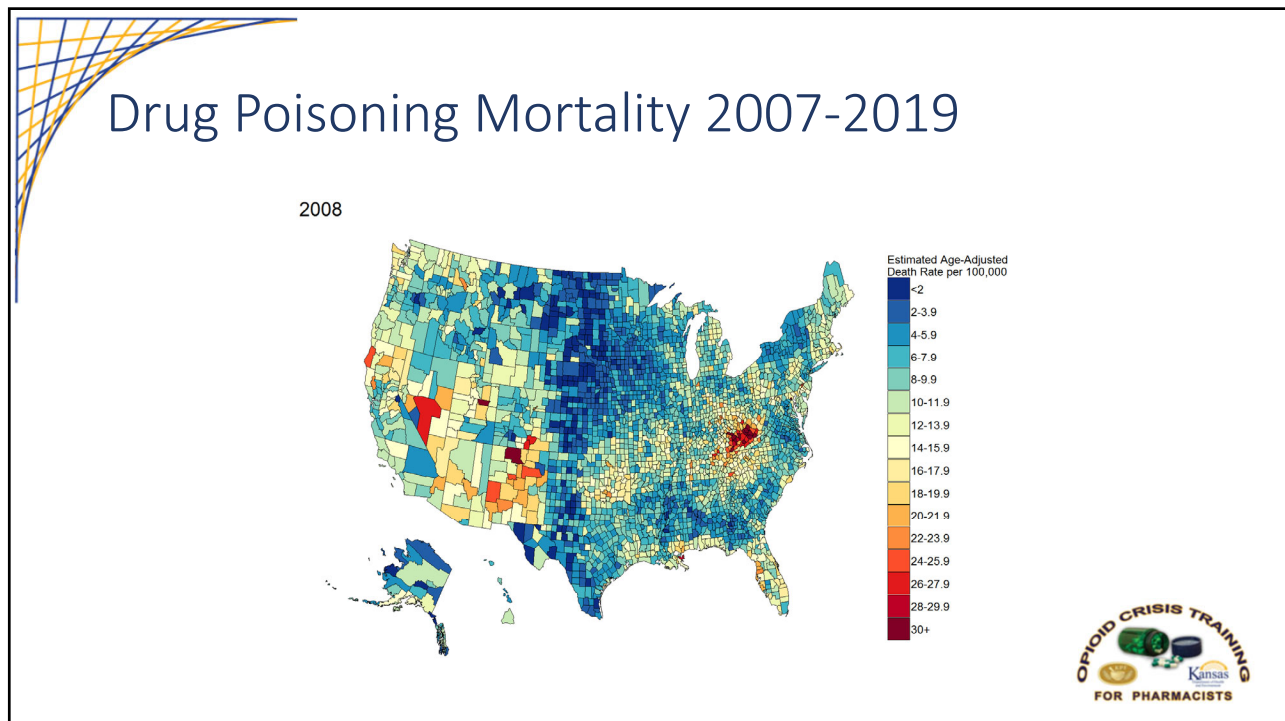 Drug Poisoning Mortality 2007-2019
2008
Estimated Age-Adjusted
Death Rate per 100,000
<2
2-3.9
4-5.9
6-7.9
8-9.9
10-11.9
12-13.9
14-15.9
16-17.9
18-19.9
20-21.9
22-23.9
24-25.9
26-27.9
28-29.9
30+
OPIOID CRISIS TRAINING
Kansas
FOR PHARMACISTS